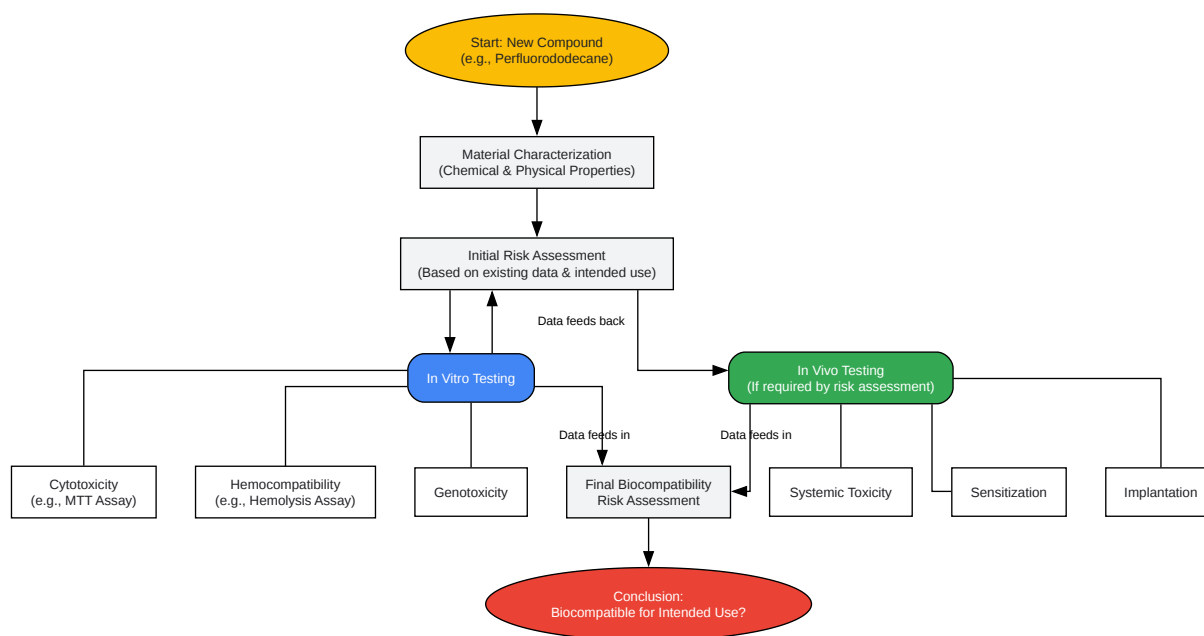 Start: New Compound
(e.g., Perfluorododecane)
Material Characterization
(Chemical & Physical Properties)
Initial Risk Assessment
(Based on existing data & intended use)
Data feeds back
In Vitro Testing
In Vivo Testing
(If required by risk assessment)
Data feeds in
Data feeds in
Cytotoxicity
(e.g., MTT Assay)
Hemocompatibility
(e.g., Hemolysis Assay)
Genotoxicity
Final Biocompatibility
Risk Assessment
Systemic Toxicity
Sensitization
Implantation
Conclusion:
Biocompatible for Intended Use?